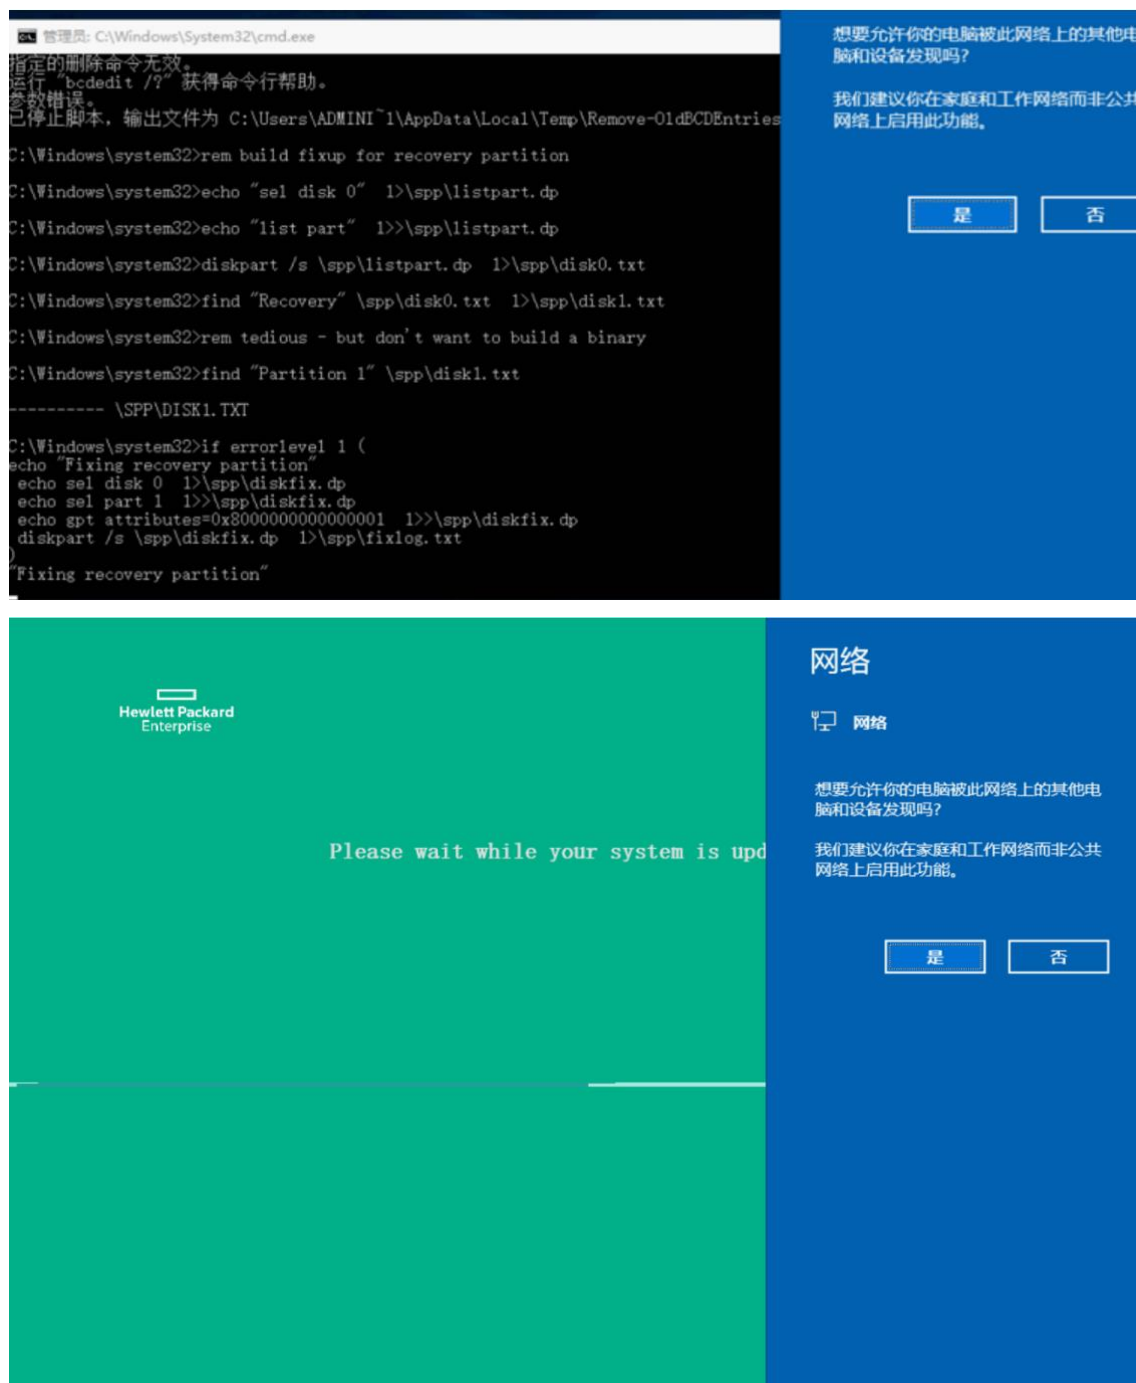 管理员: C:\Windows\System32\cmd.exe
指定的删除命令无效。
运行 "bcdedit /?" 获得命令行帮助。
参数错误。
已停止脚本，输出文件为 C:\Users\ADMINI~1\AppData\Local\Temp\Remove-OldBCDEntries
C:\Windows\system32>rem build fixup for recovery partition
C:\Windows\system32>echo "sel disk 0"  1>\spp\listpart.dp
C:\Windows\system32>echo "list part"  1>>\spp\listpart.dp
C:\Windows\system32>diskpart /s \spp\listpart.dp  1>\spp\disk0.txt
C:\Windows\system32>find "Recovery" \spp\disk0.txt  1>\spp\disk1.txt
C:\Windows\system32>rem tedious - but don't want to build a binary
C:\Windows\system32>find "Partition 1" \spp\disk1.txt
---------- \SPP\DISK1.TXT
C:\Windows\system32>if errorlevel 1 (
echo "Fixing recovery partition"
echo sel disk 0  1>\spp\diskfix.dp
echo sel part 1  1>>\spp\diskfix.dp
echo gpt attributes=0x8000000000000001  1>>\spp\diskfix.dp
diskpart /s \spp\diskfix.dp  1>\spp\fixlog.txt
)
"Fixing recovery partition"
想要允许你的电脑被此网络上的其他电
脑和设备发现吗?
我们建议你在家庭和工作网络而非公共
网络上启用此功能。
是
否
Hewlett Packard
Enterprise
Please wait while your system is upd
网络
网络
想要允许你的电脑被此网络上的其他电
脑和设备发现吗?
我们建议你在家庭和工作网络而非公共
网络上启用此功能。
是
否